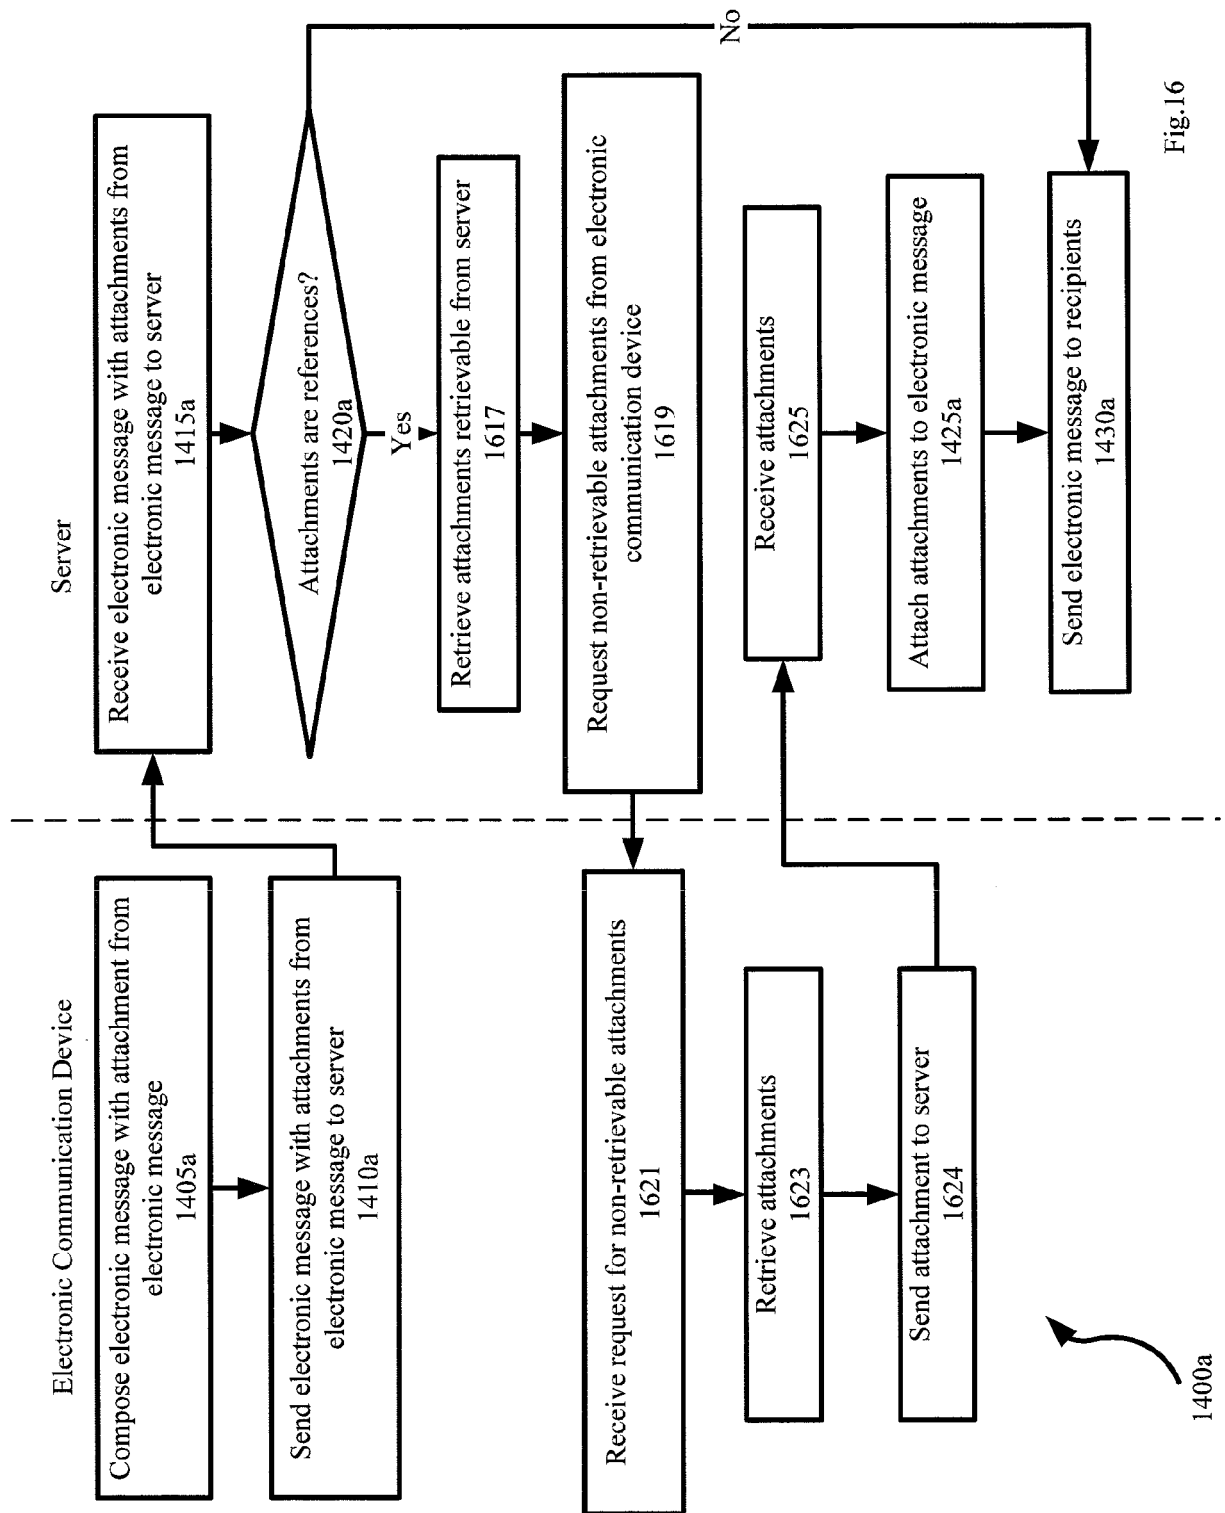 Electronic Communication Device
Compose electronic message with attachment from
electronic message
1405a
Send electronic message with attachments from
electronic message to server
1410a
Receive request for non-retrievable attachments
1621
Retrieve attachments
1623
Send attachment to server
1624
1400a
Server
Receive electronic message with attachments from
electronic message to server
1415a
Attachments are references?
1420a
Yes
No
Retrieve attachments retrievable from server
1617
Request non-retrievable attachments from electronic
communication device
1619
Receive attachments
1625
Attach attachments to electronic message
1425a
Send electronic message to recipients
1430a
Fig.16